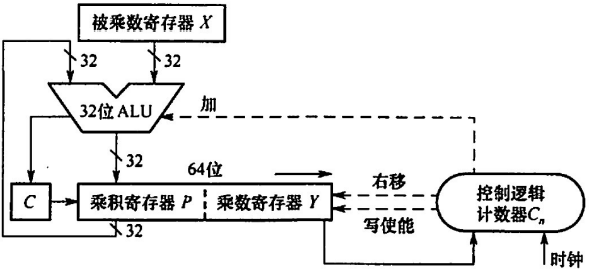 被乘数寄存器 X
32
32
32位 ALU
加
32
64位
C
乘积寄存器 P
乘数寄存器 Y
右移
写使能
控制逻辑
计数器Cn
32
时钟